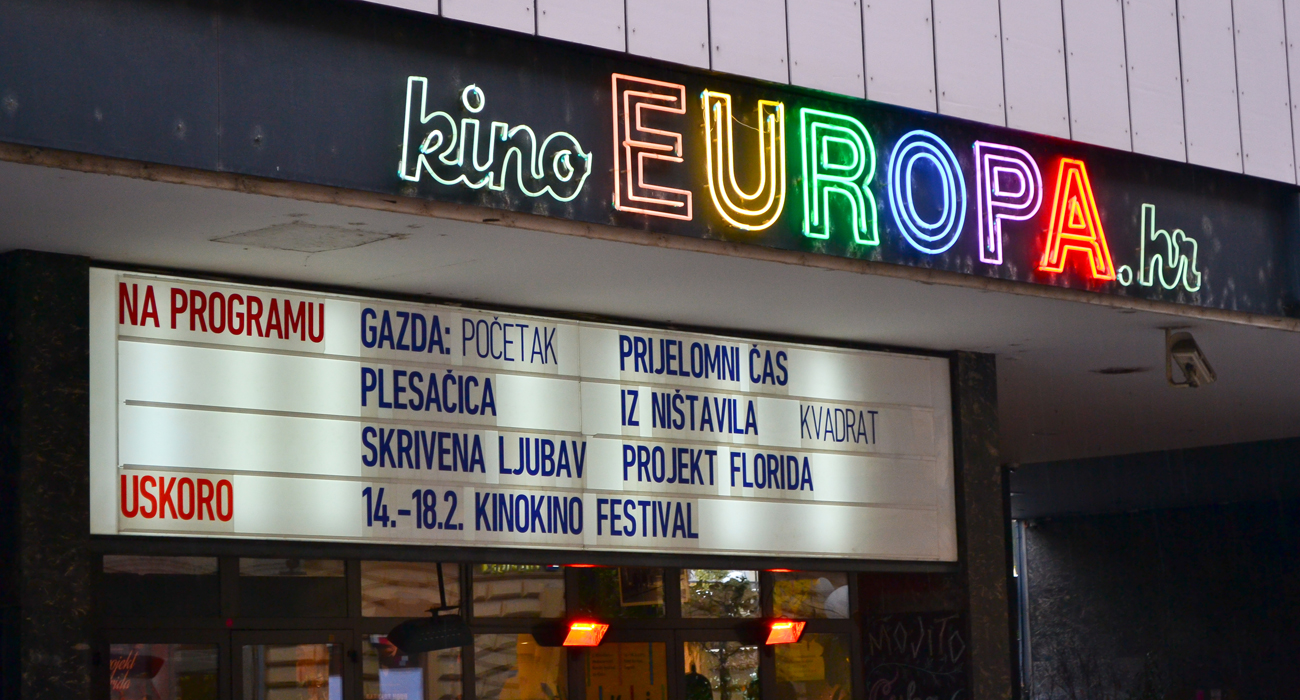 kino EUROPA.hr
NA PROGRAMU
GAZDA: POČETAK
PRIJELOMNI ČAS
PLESAČICA
IZ NIŠTAVILA KVADRAT
SKRIVENA LJUBAV
PROJEKT FLORIDA
USKORO
14.-18.2. KINOKINO FESTIVAL
MOJITO